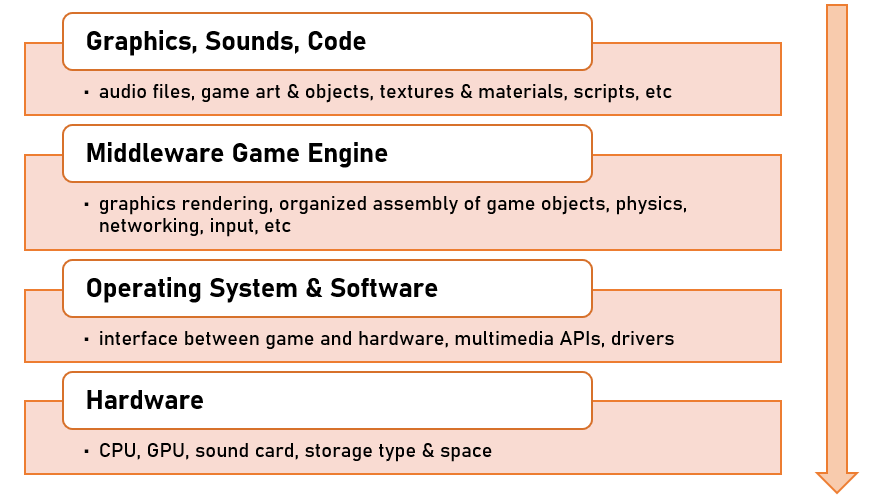 Graphics, Sounds, Code
▪ audio files, game art & objects, textures & materials, scripts, etc
Middleware Game Engine
▪ graphics rendering, organized assembly of game objects, physics,
networking, input, etc
Operating System & Software
▪ interface between game and hardware, multimedia APIs, drivers
Hardware
▪ CPU, GPU, sound card, storage type & space